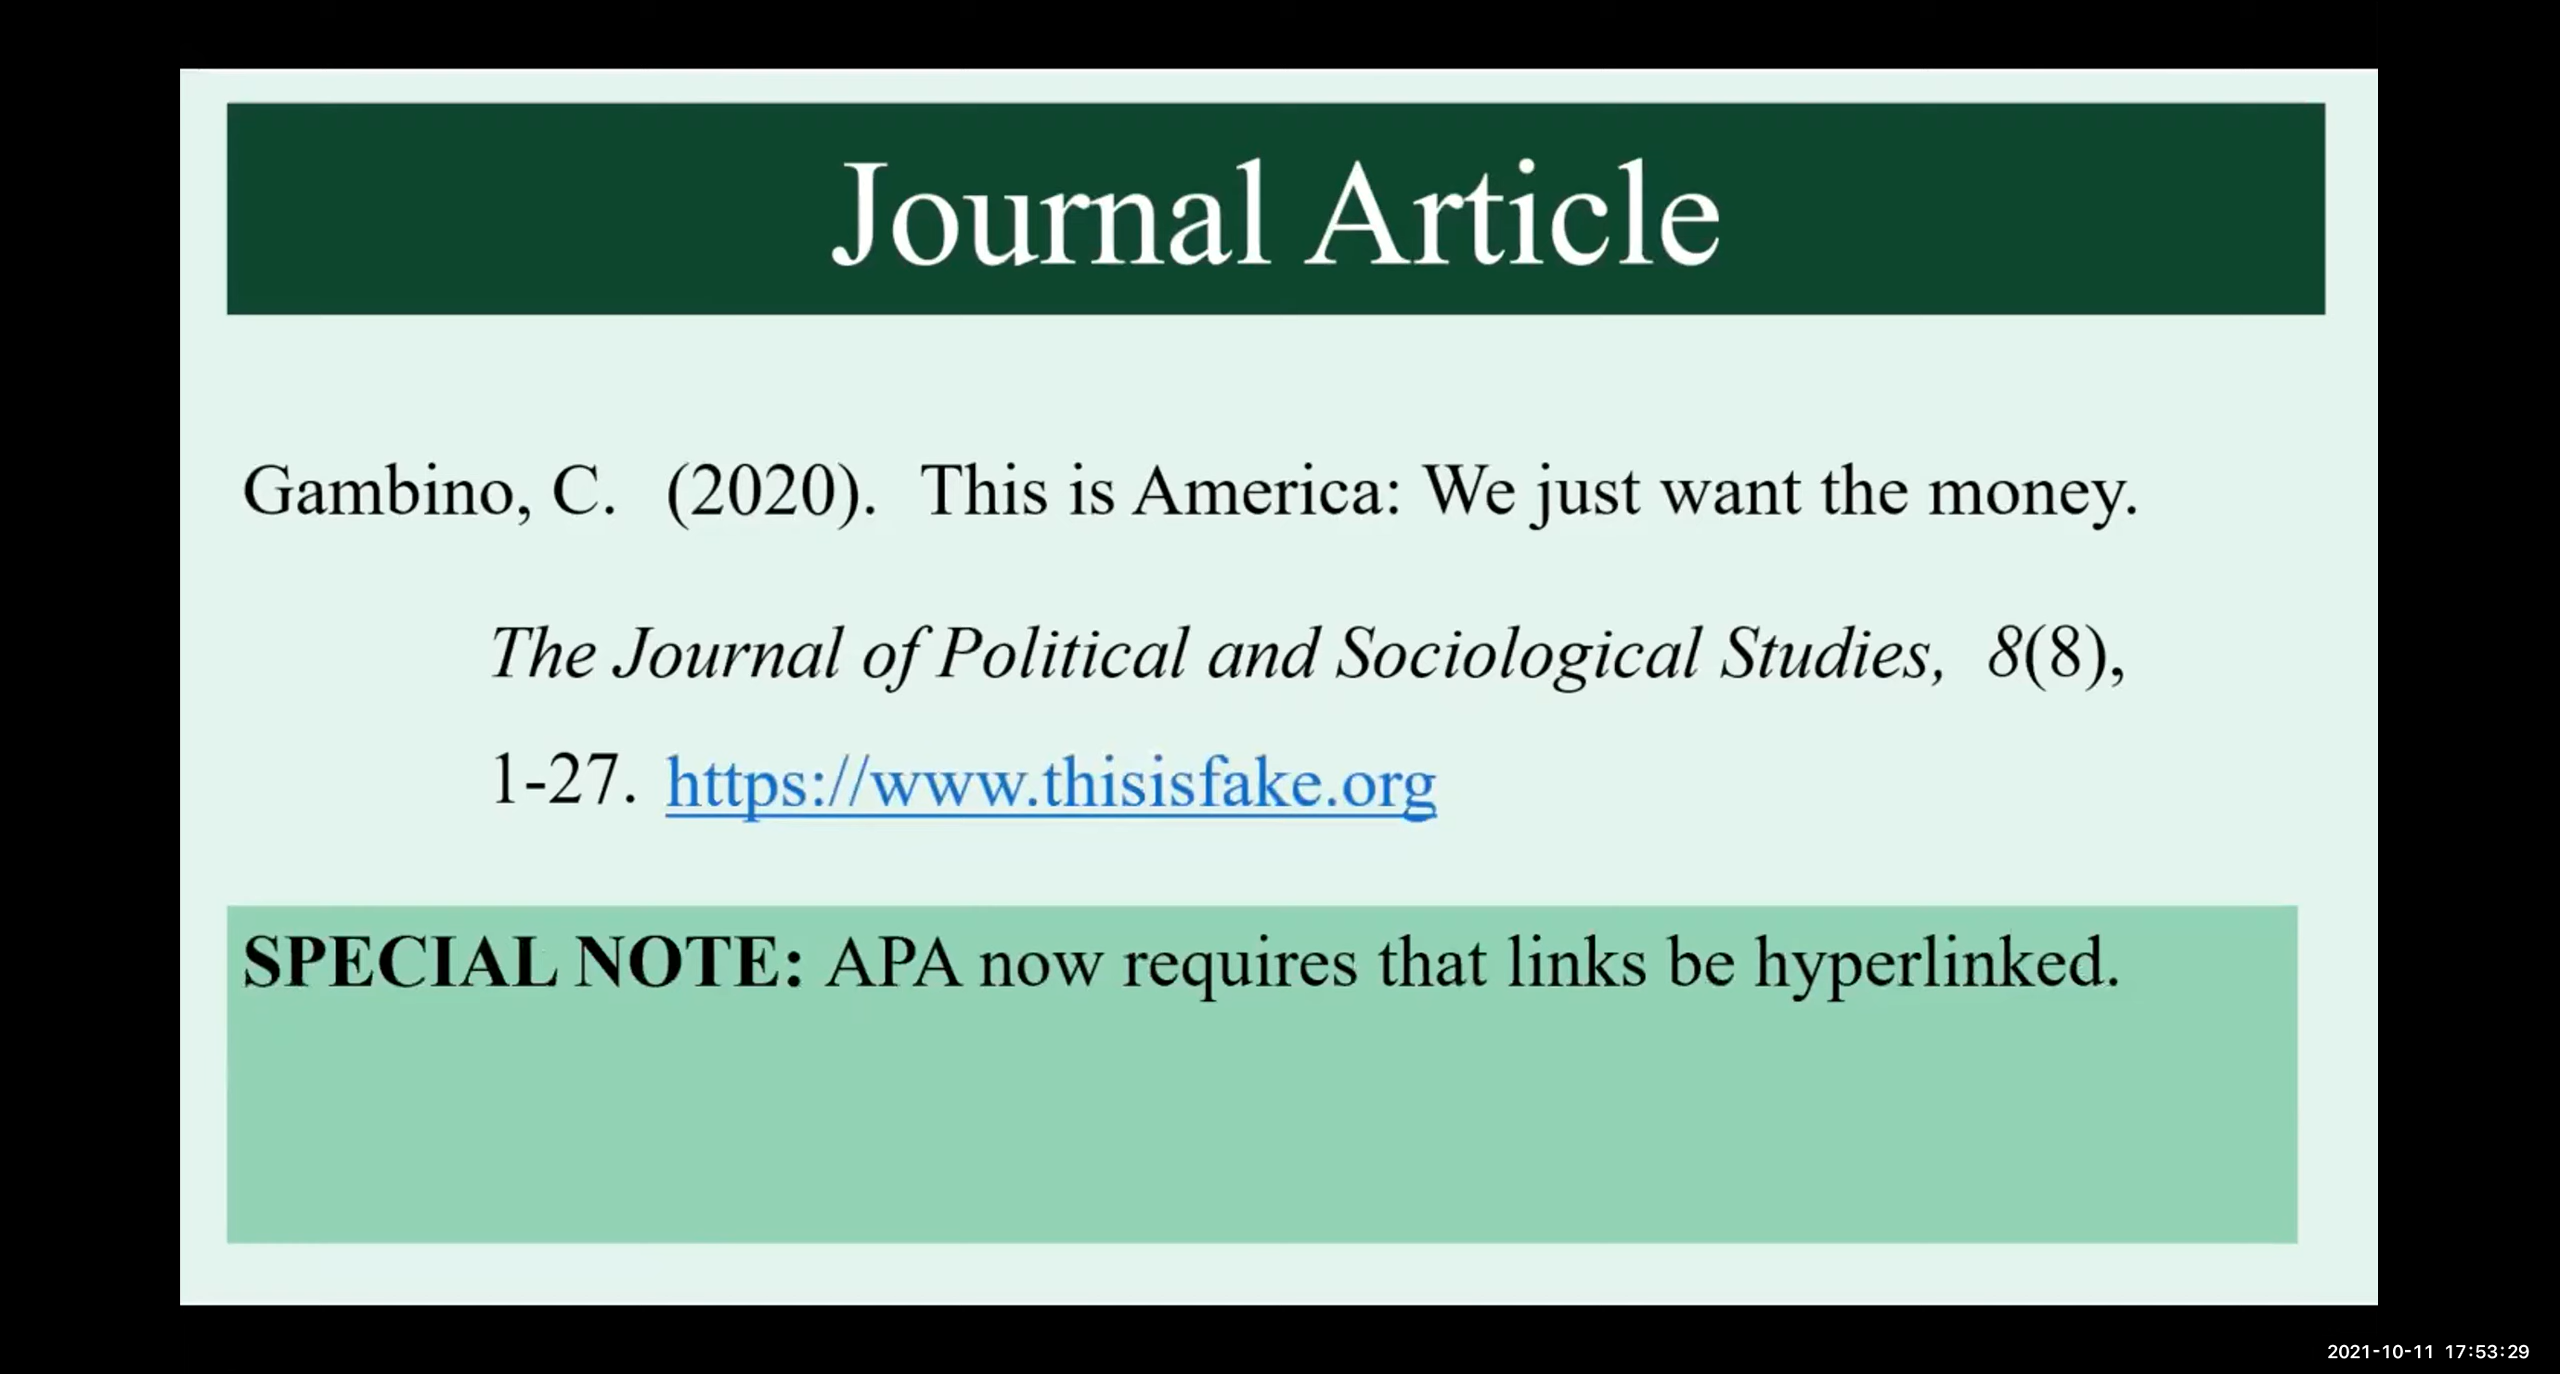 Journal Article
Gambino, C.  (2020).  This is America: We just want the money.
The Journal of Political and Sociological Studies,  8(8),
1-27. https://www.thisisfake.org
SPECIAL NOTE: APA now requires that links be hyperlinked.
2021-10-11 17:53:29